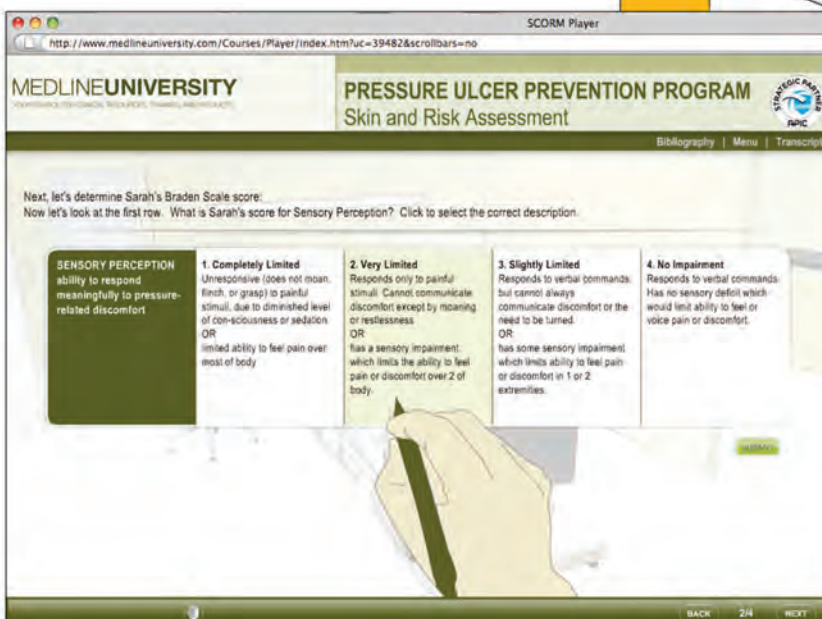 SCORM Player
http://www.medlineuniversity.com/Courses/Player/index.htm?uc=39482&scrollbars=no
MEDLINEUNIVERSITY
PRESSURE ULCER PREVENTION PROGRAM
Skin and Risk Assessment
STRATEGIC PARTNER
APIC
Bibliography | Menu | Transcript
Next, let's determine Sarah's Braden Scale score:
Now let's look at the first row. What is Sarah's score for Sensory Perception? Click to select the correct description.
SENSORY PERCEPTION
ability to respond
meaningfully to pressure-
related discomfort
1. Completely Limited
Unresponsive (does not moan,
flinch, or grasp) to painful
stimuli, due to diminished level
of con-sciousness or sedation
OR
limited ability to feel pain over
most of body
2. Very Limited
Responds only to painful
stimuli. Cannot communicate
discomfort except by moaning
or restlessness
OR
has a sensory impairment
which limits the ability to feel
pain or discomfort over 2 of
body.
3. Slightly Limited
Responds to verbal commands
but cannot always
communicate discomfort or the
need to be turned.
OR
has some sensory impairment
which limits ability to feel pain
or discomfort in 1 or 2
extremities.
4. No Impairment
Responds to verbal commands
Has no sensory deficit which
would limit ability to feel or
voice pain or discomfort.
SUBMIT
BACK 2/4 NEXT